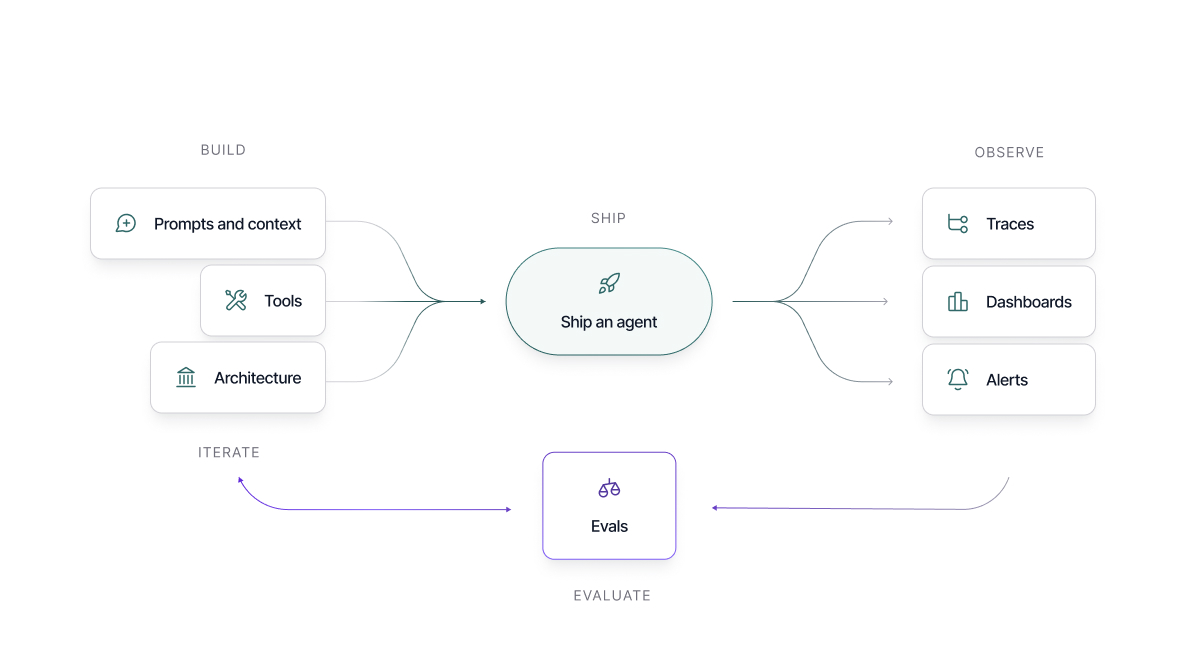 BUILD
Prompts and context
Tools
Architecture
ITERATE
SHIP
Ship an agent
Evals
EVALUATE
OBSERVE
Traces
Dashboards
Alerts